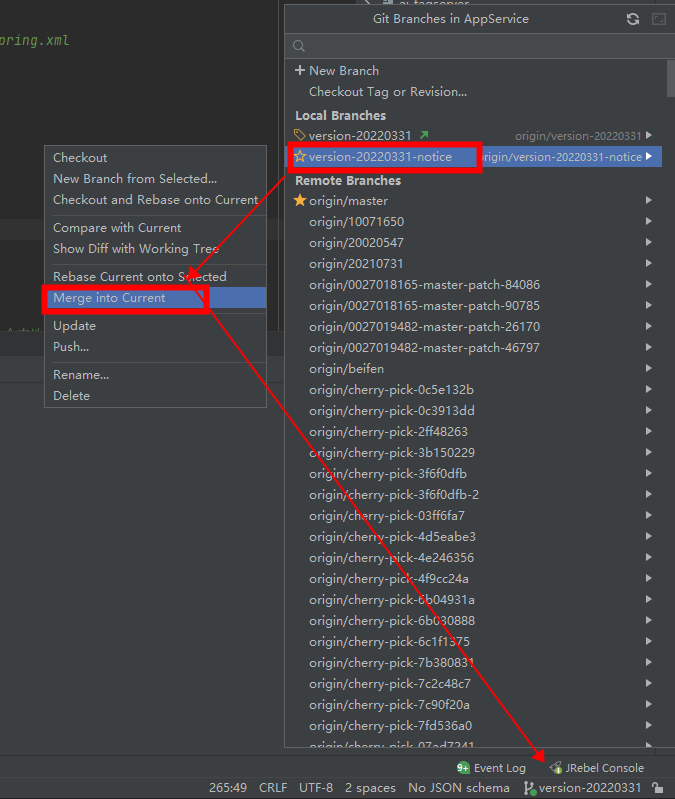 pring.xml
ai-tagserver
Git Branches in AppService
New Branch
Checkout Tag or Revision...
Local Branches
version-20220331 origin/version-20220331
version-20220331-notice origin/version-20220331-notice
Remote Branches
origin/master
origin/10071650
origin/20020547
origin/20210731
origin/0027018165-master-patch-84086
origin/0027018165-master-patch-90785
origin/0027019482-master-patch-26170
origin/0027019482-master-patch-46797
origin/beifen
origin/cherry-pick-0c5e132b
origin/cherry-pick-0c3913dd
origin/cherry-pick-2ff48263
origin/cherry-pick-3b150229
origin/cherry-pick-3f6f0dfb
origin/cherry-pick-3f6f0dfb-2
origin/cherry-pick-03ff6fa7
origin/cherry-pick-4d5eabe3
origin/cherry-pick-4e246356
origin/cherry-pick-4f9cc24a
origin/cherry-pick-6b04931a
origin/cherry-pick-6b030888
origin/cherry-pick-6c1f1375
origin/cherry-pick-7b380831
origin/cherry-pick-7c2c48c7
origin/cherry-pick-7c90f20a
origin/cherry-pick-7fd536a0
origin/cherry-pick-07ad7241
Checkout
New Branch from Selected...
Checkout and Rebase onto Current
Compare with Current
Show Diff with Working Tree
Rebase Current onto Selected
Merge into Current
Update
Push...
Rename...
Delete
9+ Event Log JRebel Console
265:49 CRLF UTF-8 2 spaces No JSON schema version-20220331